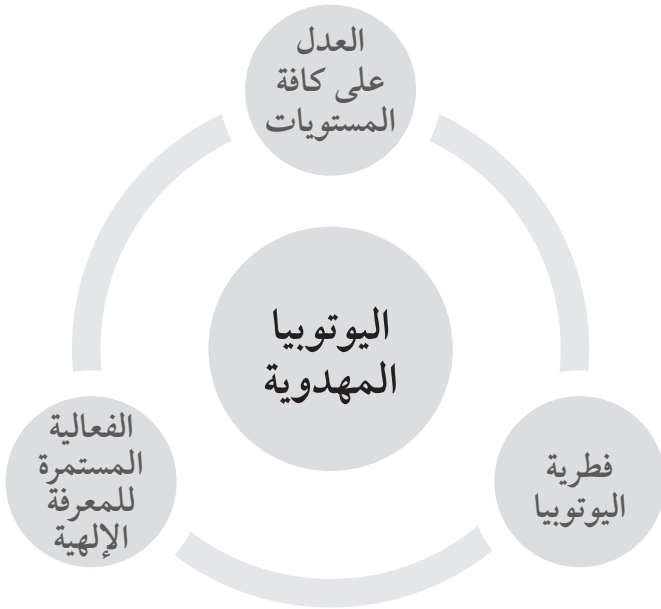 العدل
على كافة
المستويات
اليوتوبيا
المهدوية
فطرية
اليوتوبيا
الفعالية
المستمرة
للمعرفة
الإلهية